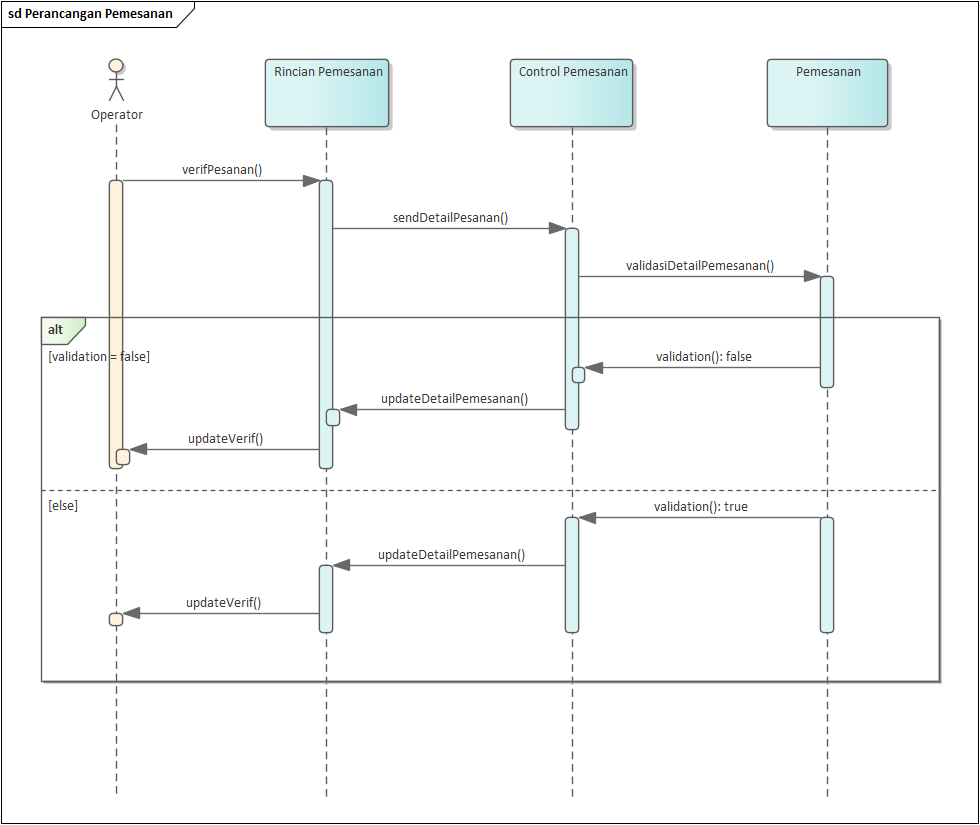 sd Perancangan Pemesanan
Operator
Rincian Pemesanan
Control Pemesanan
Pemesanan
verifPesanan()
sendDetailPesanan()
validasiDetailPemesanan()
alt
[validation = false]
validation(): false
updateDetailPemesanan()
updateVerif()
[else]
validation(): true
updateDetailPemesanan()
updateVerif()